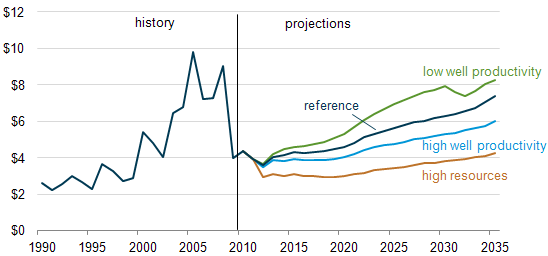 $12
history
projections
$10
$8
low well productivity
reference
$6
high well productivity
$4
high resources
$2
$0
1990 1995 2000 2005 2010 2015 2020 2025 2030 2035